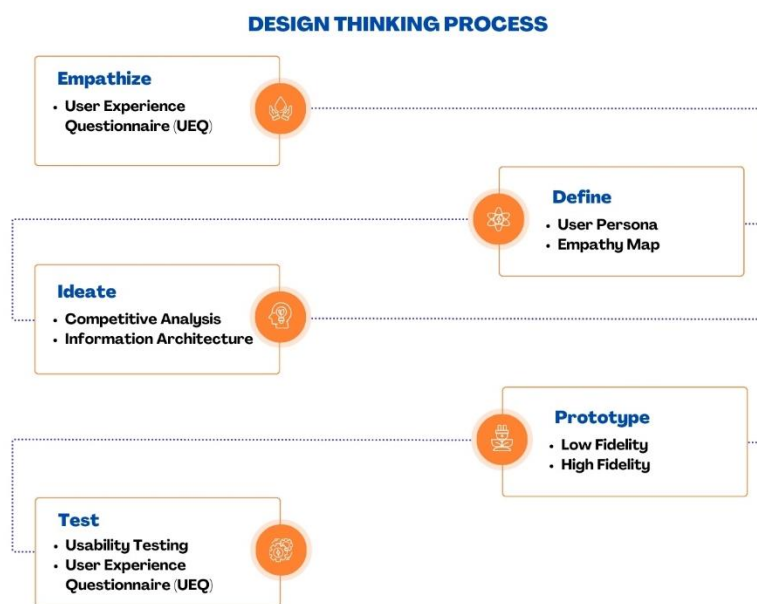 DESIGN THINKING PROCESS
Empathize
• User Experience
Questionnaire (UEQ)
Define
• User Persona
• Empathy Map
Ideate
• Competitive Analysis
• Information Architecture
Prototype
• Low Fidelity
• High Fidelity
Test
• Usability Testing
• User Experience
Questionnaire (UEQ)